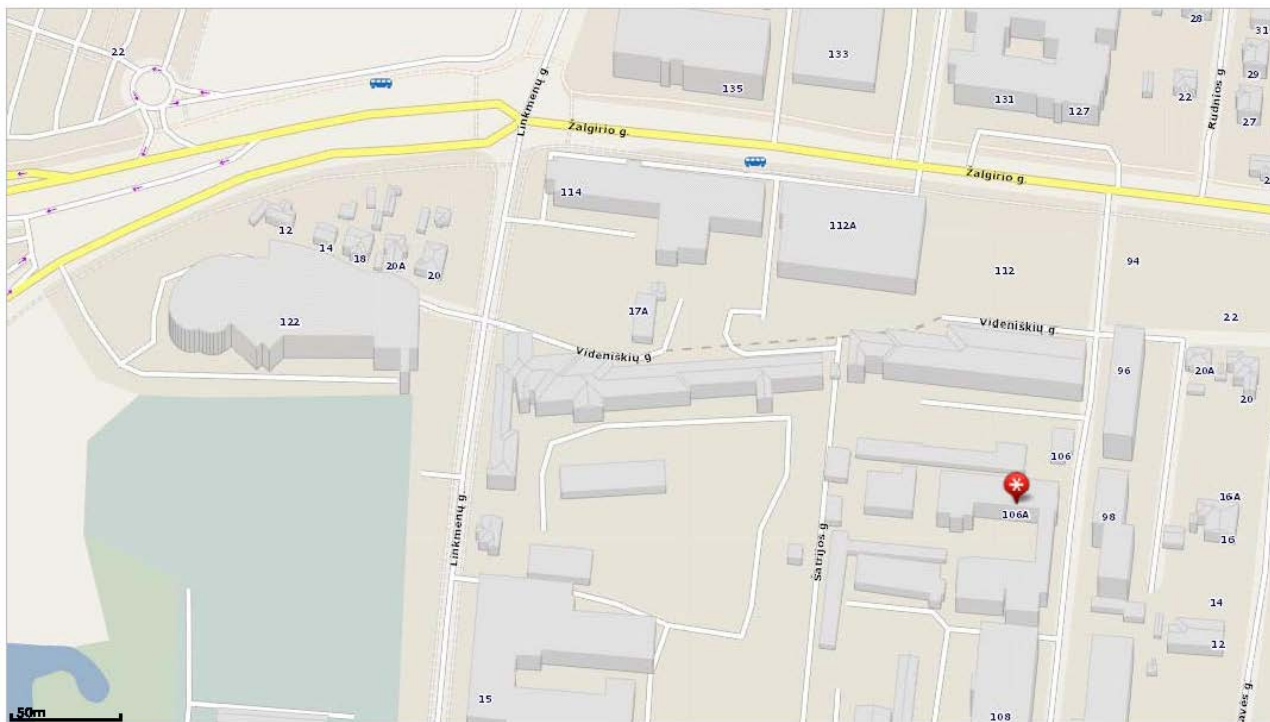 22
Linkmenų g.
Žalgirio g.
135
133
131
127
28
22
31
29
27
Rudnios g
Žalgirio g.
114
112A
112
94
22
12
14
18
20A
20
122
17A
Videniškių g
Videniškių g
96
20A
20
106
106A
98
16A
16
14
12
Linkmenų g.
Šatrijos g
15
108
50m